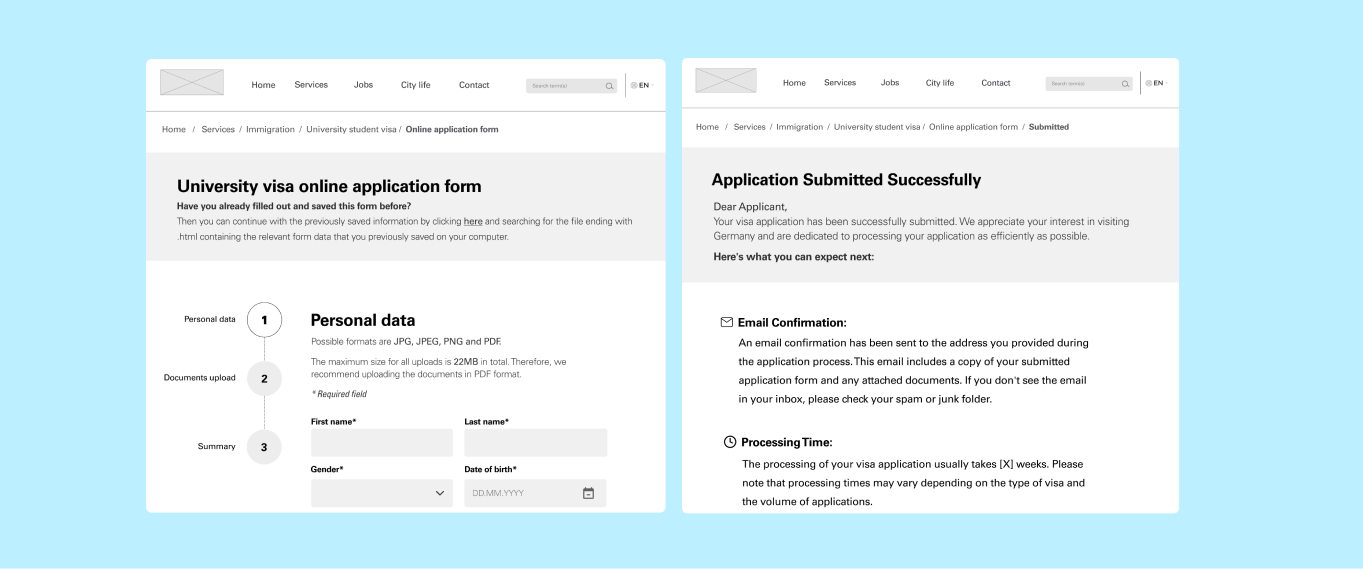 Home Services Jobs City life Contact Search term(s) EN
Home / Services / Immigration / University student visa / Online application form
University visa online application form
Have you already filled out and saved this form before?
Then you can continue with the previously saved information by clicking here and searching for the file ending with
.html containing the relevant form data that you previously saved on your computer.
Personal data 1
Documents upload 2
Summary 3
Personal data
Possible formats are JPG, JPEG, PNG and PDF.
The maximum size for all uploads is 22MB in total. Therefore, we
recommend uploading the documents in PDF format.
* Required field
First name* Last name*
Gender* Date of birth*
DD.MM.YYYY
Home Services Jobs City life Contact Search term(s) EN
Home / Services / Immigration / University student visa / Online application form / Submitted
Application Submitted Successfully
Dear Applicant,
Your visa application has been successfully submitted. We appreciate your interest in visiting
Germany and are dedicated to processing your application as efficiently as possible.
Here's what you can expect next:
Email Confirmation:
An email confirmation has been sent to the address you provided during
the application process. This email includes a copy of your submitted
application form and any attached documents. If you don't see the email
in your inbox, please check your spam or junk folder.
Processing Time:
The processing of your visa application usually takes [X] weeks. Please
note that processing times may vary depending on the type of visa and
the volume of applications.